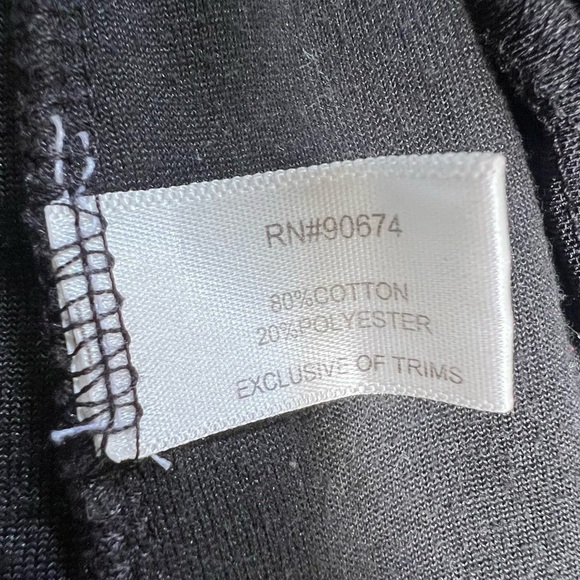 RN#90674
80%COTTON
20%POLYESTER
EXCLUSIVE OF TRIMS